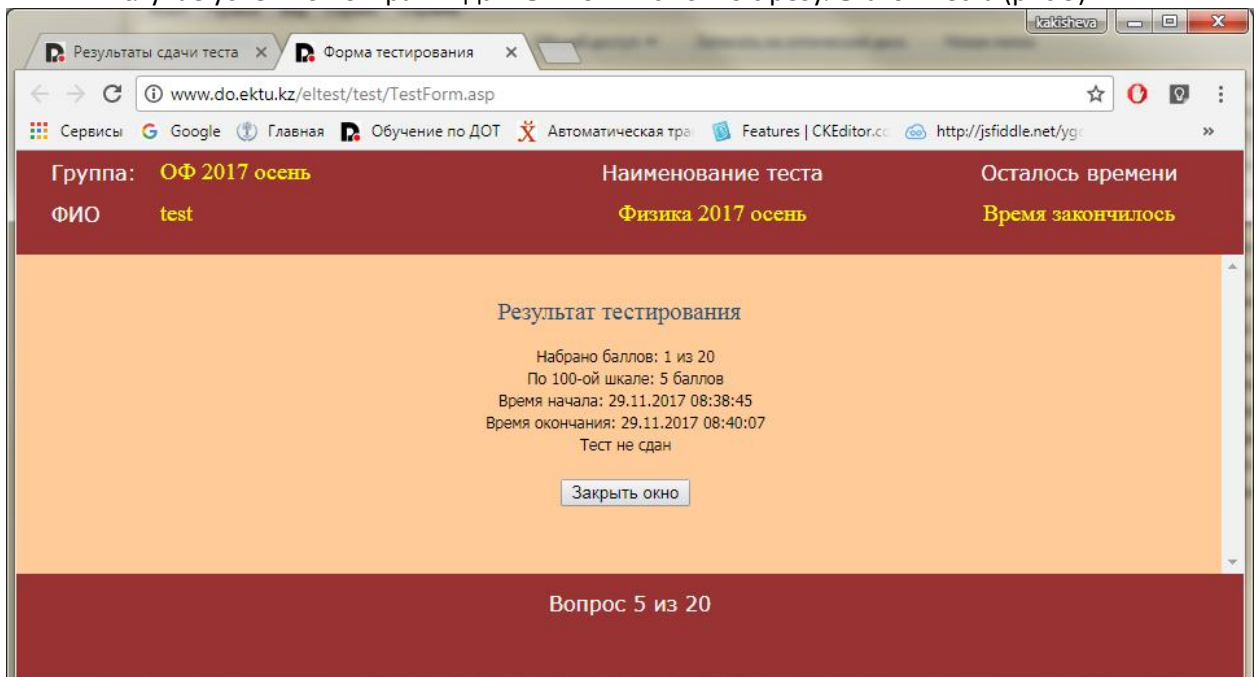 kakisheva
Результаты сдачи теста
Форма тестирования
www.do.ektu.kz/eltest/test/TestForm.asp
Сервисы Google Главная Обучение по ДОТ Автоматическая тра Features | CKEditor.cc http://jsfiddle.net/yg »
Группа: ОФ 2017 осень Наименование теста Осталось времени
ФИО test Физика 2017 осень Время закончилось
Результат тестирования
Набрано баллов: 1 из 20
По 100-ой шкале: 5 баллов
Время начала: 29.11.2017 08:38:45
Время окончания: 29.11.2017 08:40:07
Тест не сдан
Закрыть окно
Вопрос 5 из 20